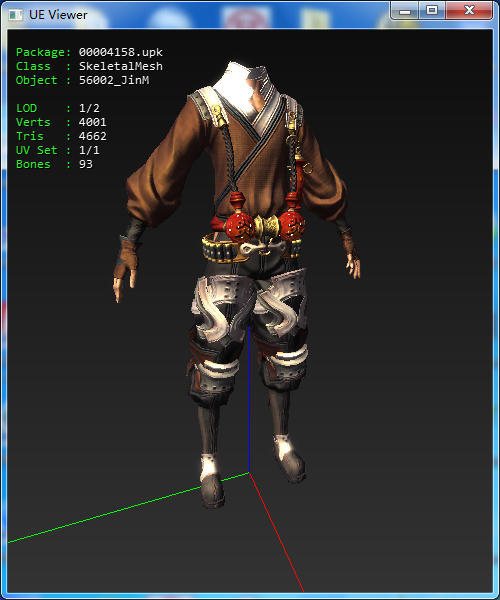 UE Viewer
Package: 00004158.upk
Class : SkeletalMesh
Object : 56002_JinM
LOD : 1/2
Verts : 4001
Tris : 4662
UV Set : 1/1
Bones : 93